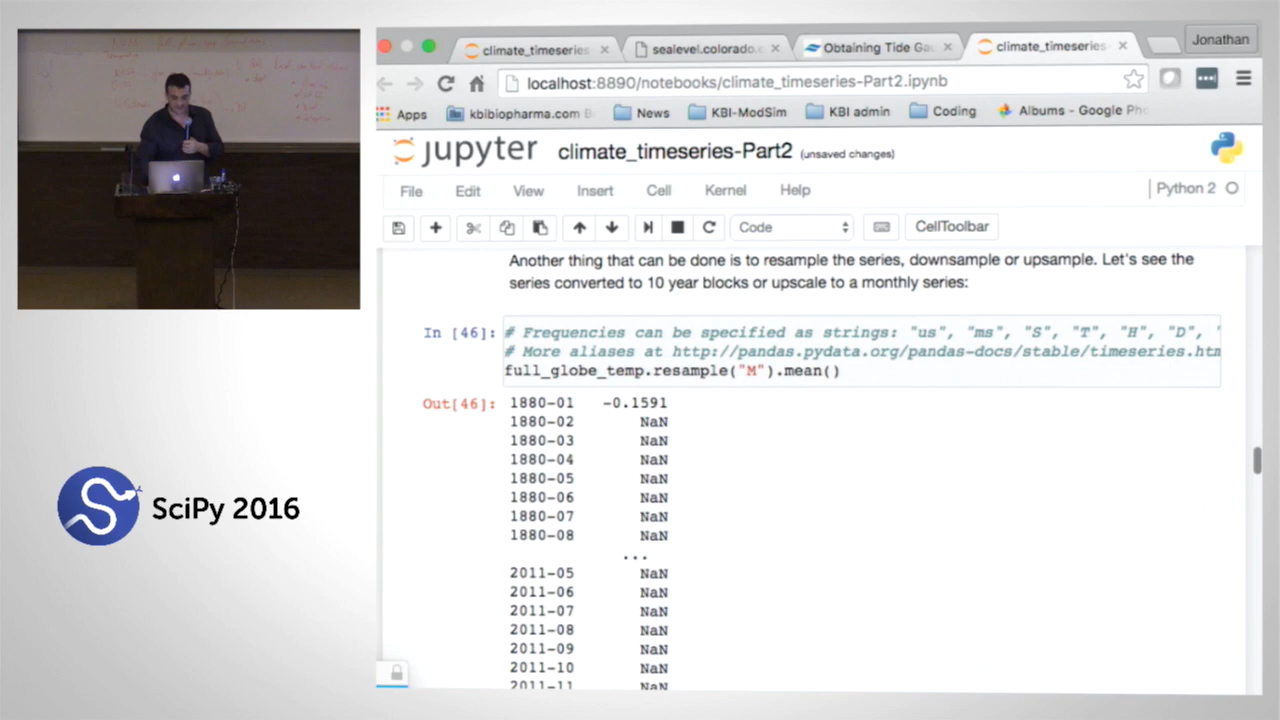 Jonathan
climate_timeseries-
sealevel.colorado.
Obtaining Tide Ga
climate_timeseries-
localhost:8890/notebooks/climate_timeseries-Part2.ipynb
Apps
kbibiopharma.com
News
KBI-ModSim
KBI admin
Coding
Albums - Google Pho
jupyter climate_timeseries-Part2 (unsaved changes)
File Edit View Insert Cell Kernel Help
Python 2
Code
CellToolbar
Another thing that can be done is to resample the series, downsample or upsample. Let's see the
series converted to 10 year blocks or upscale to a monthly series:
In [46]: # Frequencies can be specified as strings: "us", "ms", "S", "T", "H", "D", "
# More aliases at http://pandas.pydata.org/pandas-docs/stable/timeseries.htm
full_globe_temp.resample("M").mean()
Out[46]: 1880-01 -0.1591
1880-02 NaN
1880-03 NaN
1880-04 NaN
1880-05 NaN
1880-06 NaN
1880-07 NaN
1880-08 NaN
...
2011-05 NaN
2011-06 NaN
2011-07 NaN
2011-08 NaN
2011-09 NaN
2011-10 NaN
2011-11 NaN
SciPy 2016